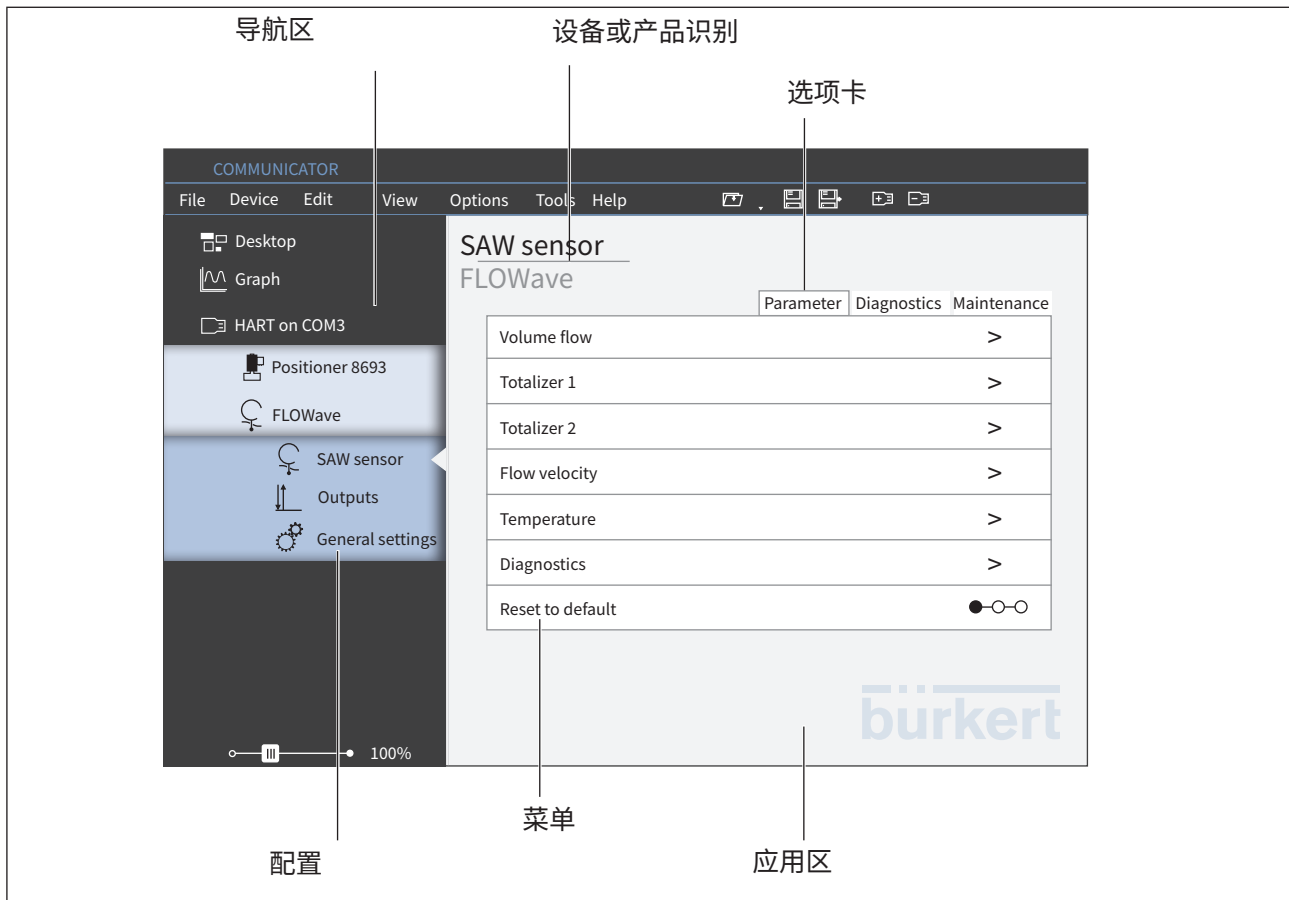 导航区
设备或产品识别
选项卡
COMMUNICATOR
File Device Edit View Options Tools Help
Desktop
Graph
HART on COM3
Positioner 8693
FLOWave
SAW sensor
Outputs
General settings
100%
SAW sensor
FLOWave
Parameter Diagnostics Maintenance
Volume flow >
Totalizer 1 >
Totalizer 2 >
Flow velocity >
Temperature >
Diagnostics >
Reset to default
bürkert
菜单
配置
应用区